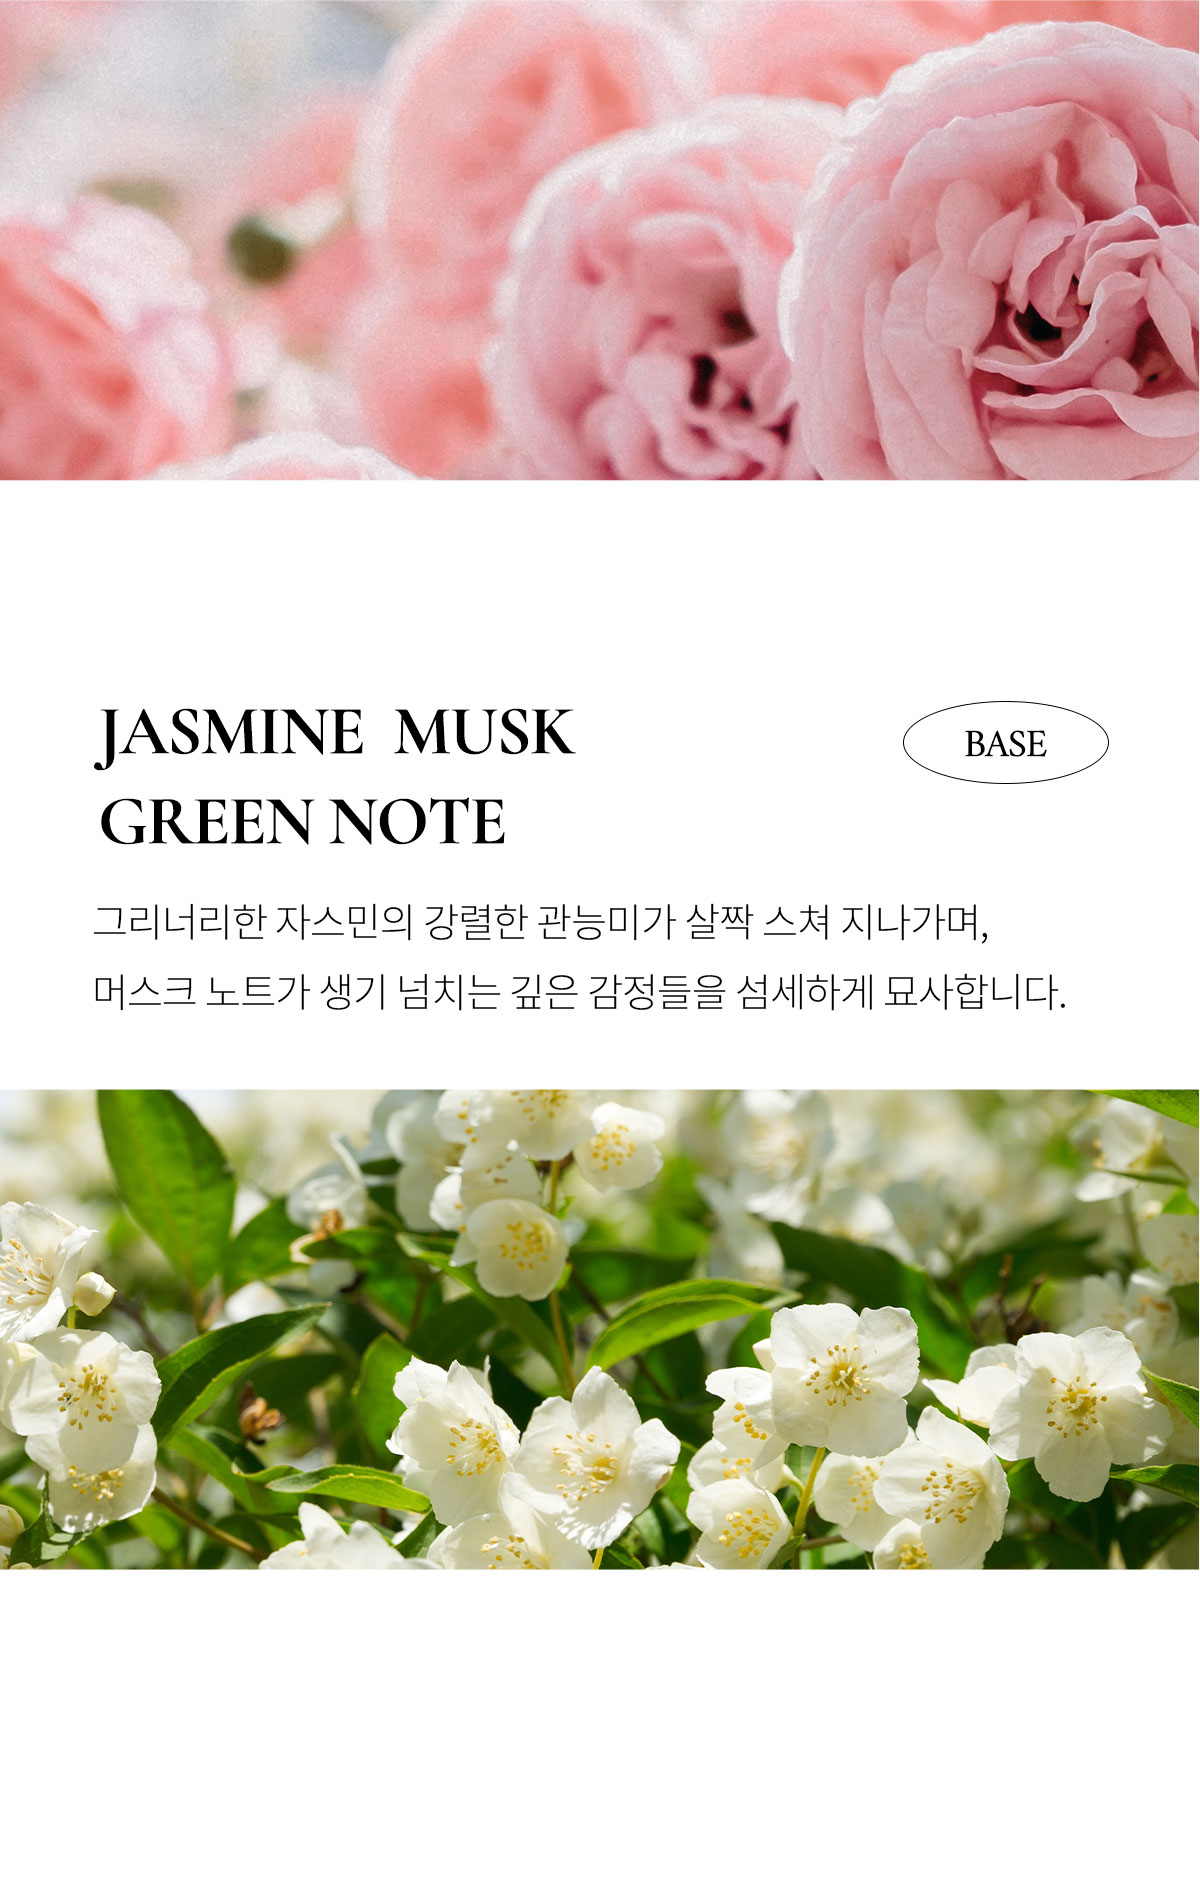 JASMINE MUSK
BASE
GREEN NOTE
그리너리한 자스민의 강렬한 관능미가 살짝 스쳐 지나가며,
머스크 노트가 생기 넘치는 깊은 감정들을 섬세하게 묘사합니다.